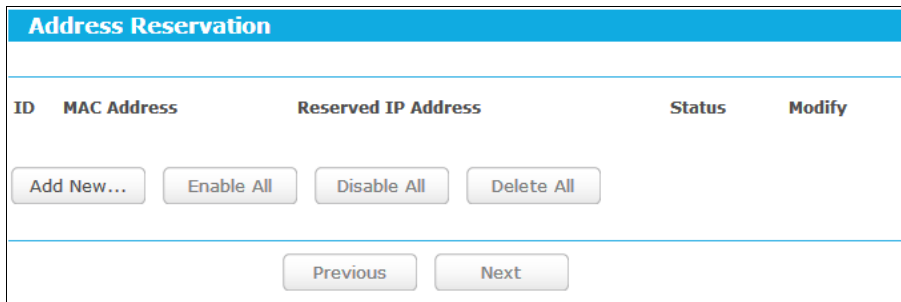 Address Reservation
ID MAC Address Reserved IP Address Status Modify
Add New... Enable All Disable All Delete All
Previous Next